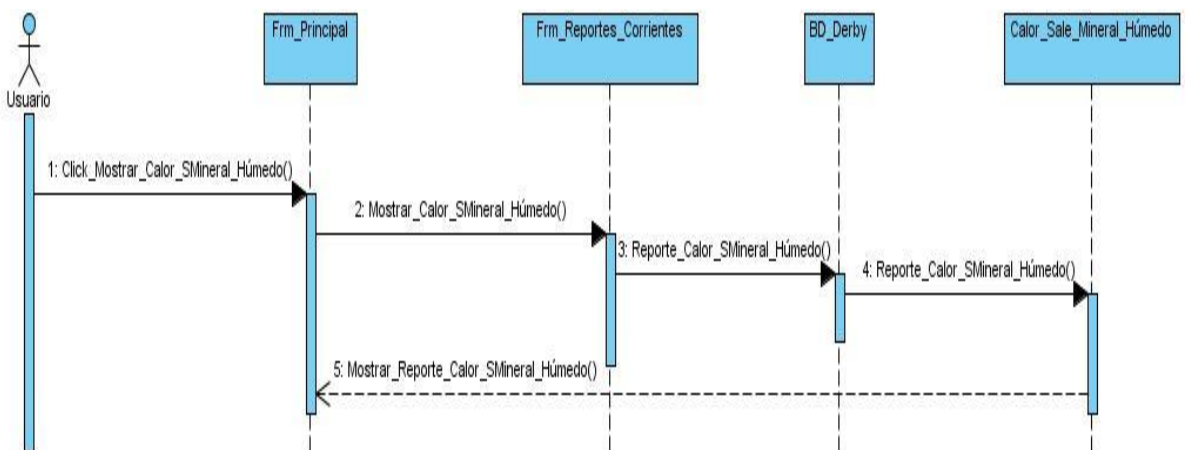 Frm_Principal
Frm_Reportes_Corrientes
BD_Derby
Calor_Sale_Mineral_Húmedo
Usuario
1: Click_Mostrar_Calor_SMineral_Húmedo()
2: Mostrar_Calor_SMineral_Húmedo()
3: Reporte_Calor_SMineral_Húmedo()
4: Reporte_Calor_SMineral_Húmedo()
5: Mostrar_Reporte_Calor_SMineral_Húmedo()